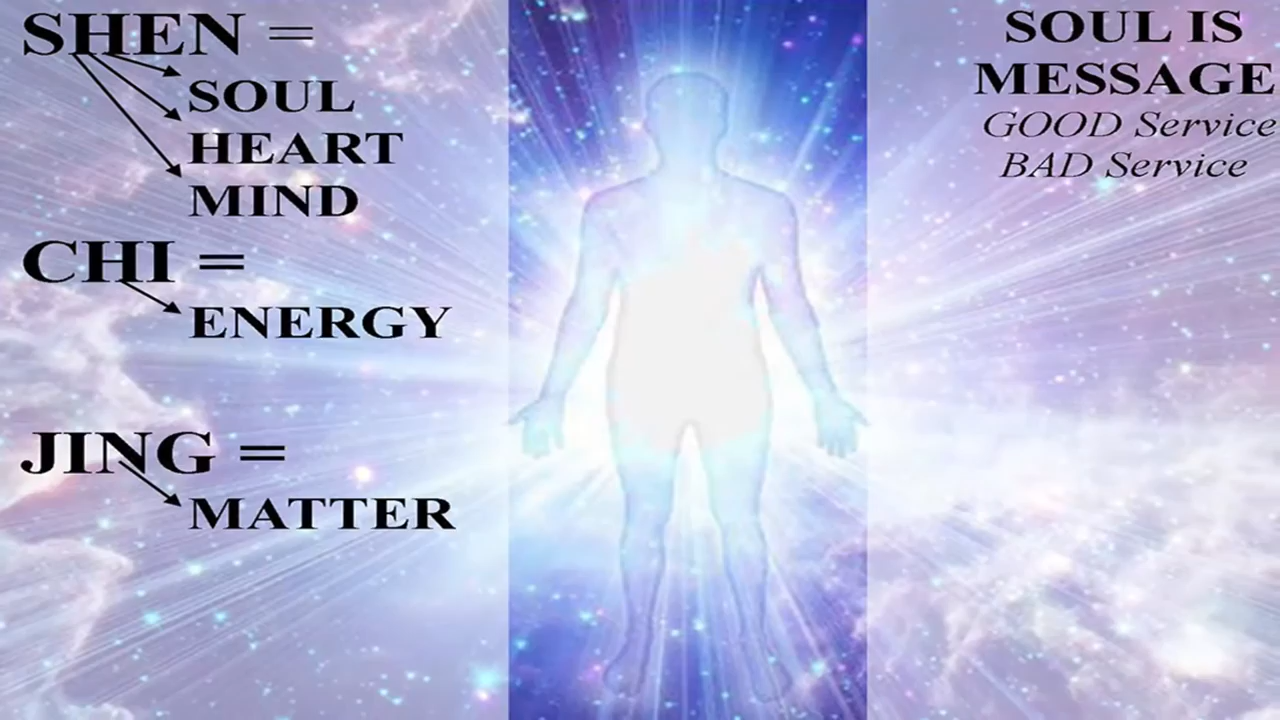 SHEN =
SOUL
HEART
MIND
CHI =
ENERGY
JING =
MATTER
SOUL IS
MESSAGE
GOOD Service
BAD Service